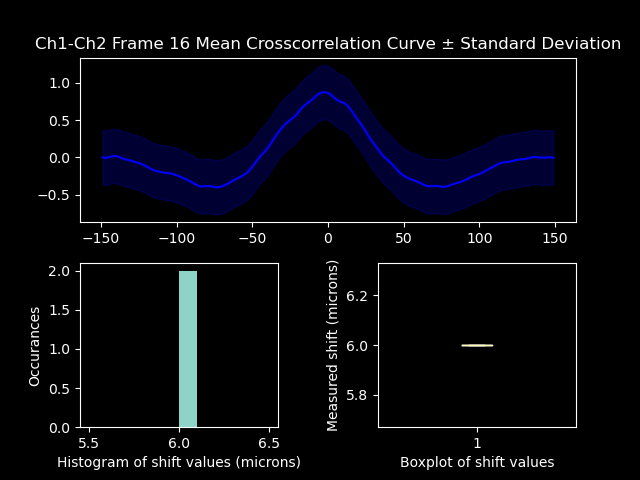 Ch1-Ch2 Frame 16 Mean Crosscorrelation Curve ± Standard Deviation
1.0
0.5
0.0
−0.5
−150 −100 −50 0 50 100 150
Occurances
2.0
1.5
1.0
0.5
0.0
5.5 6.0 6.5
Histogram of shift values (microns)
Measured shift (microns)
6.2
6.0
5.8
1
Boxplot of shift values